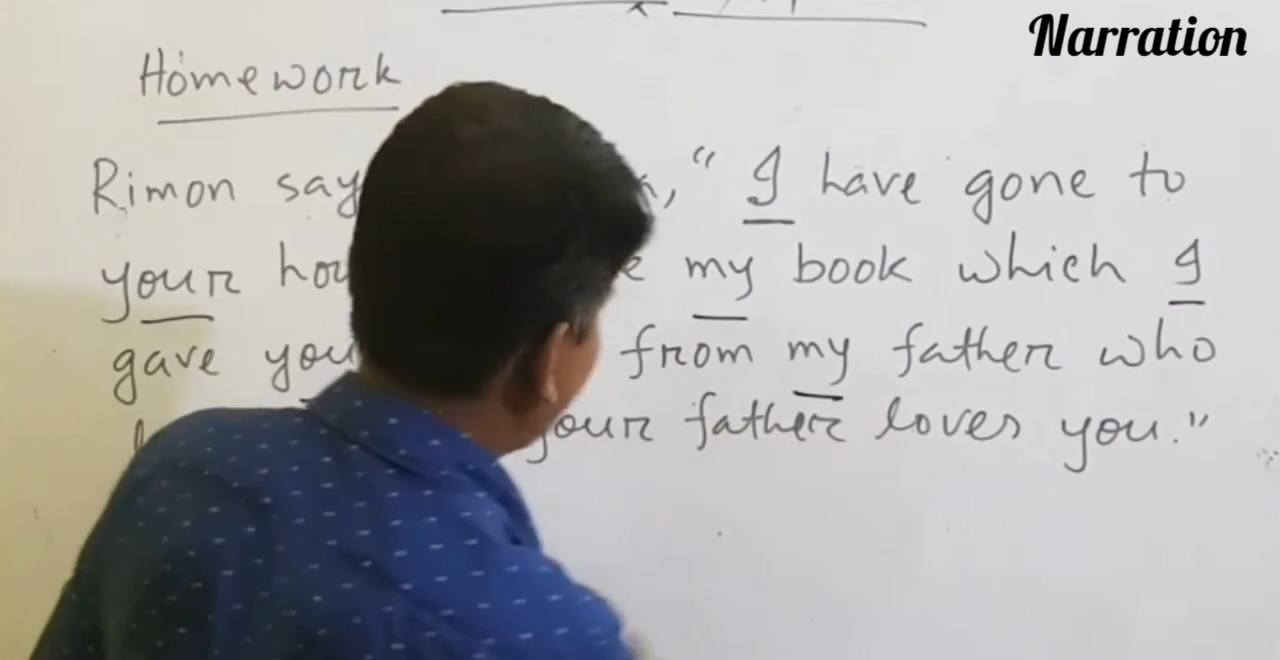 Narration
Homework
Rimon say , " I have gone to
your my book which I
gave you from my father who
your father loves you."